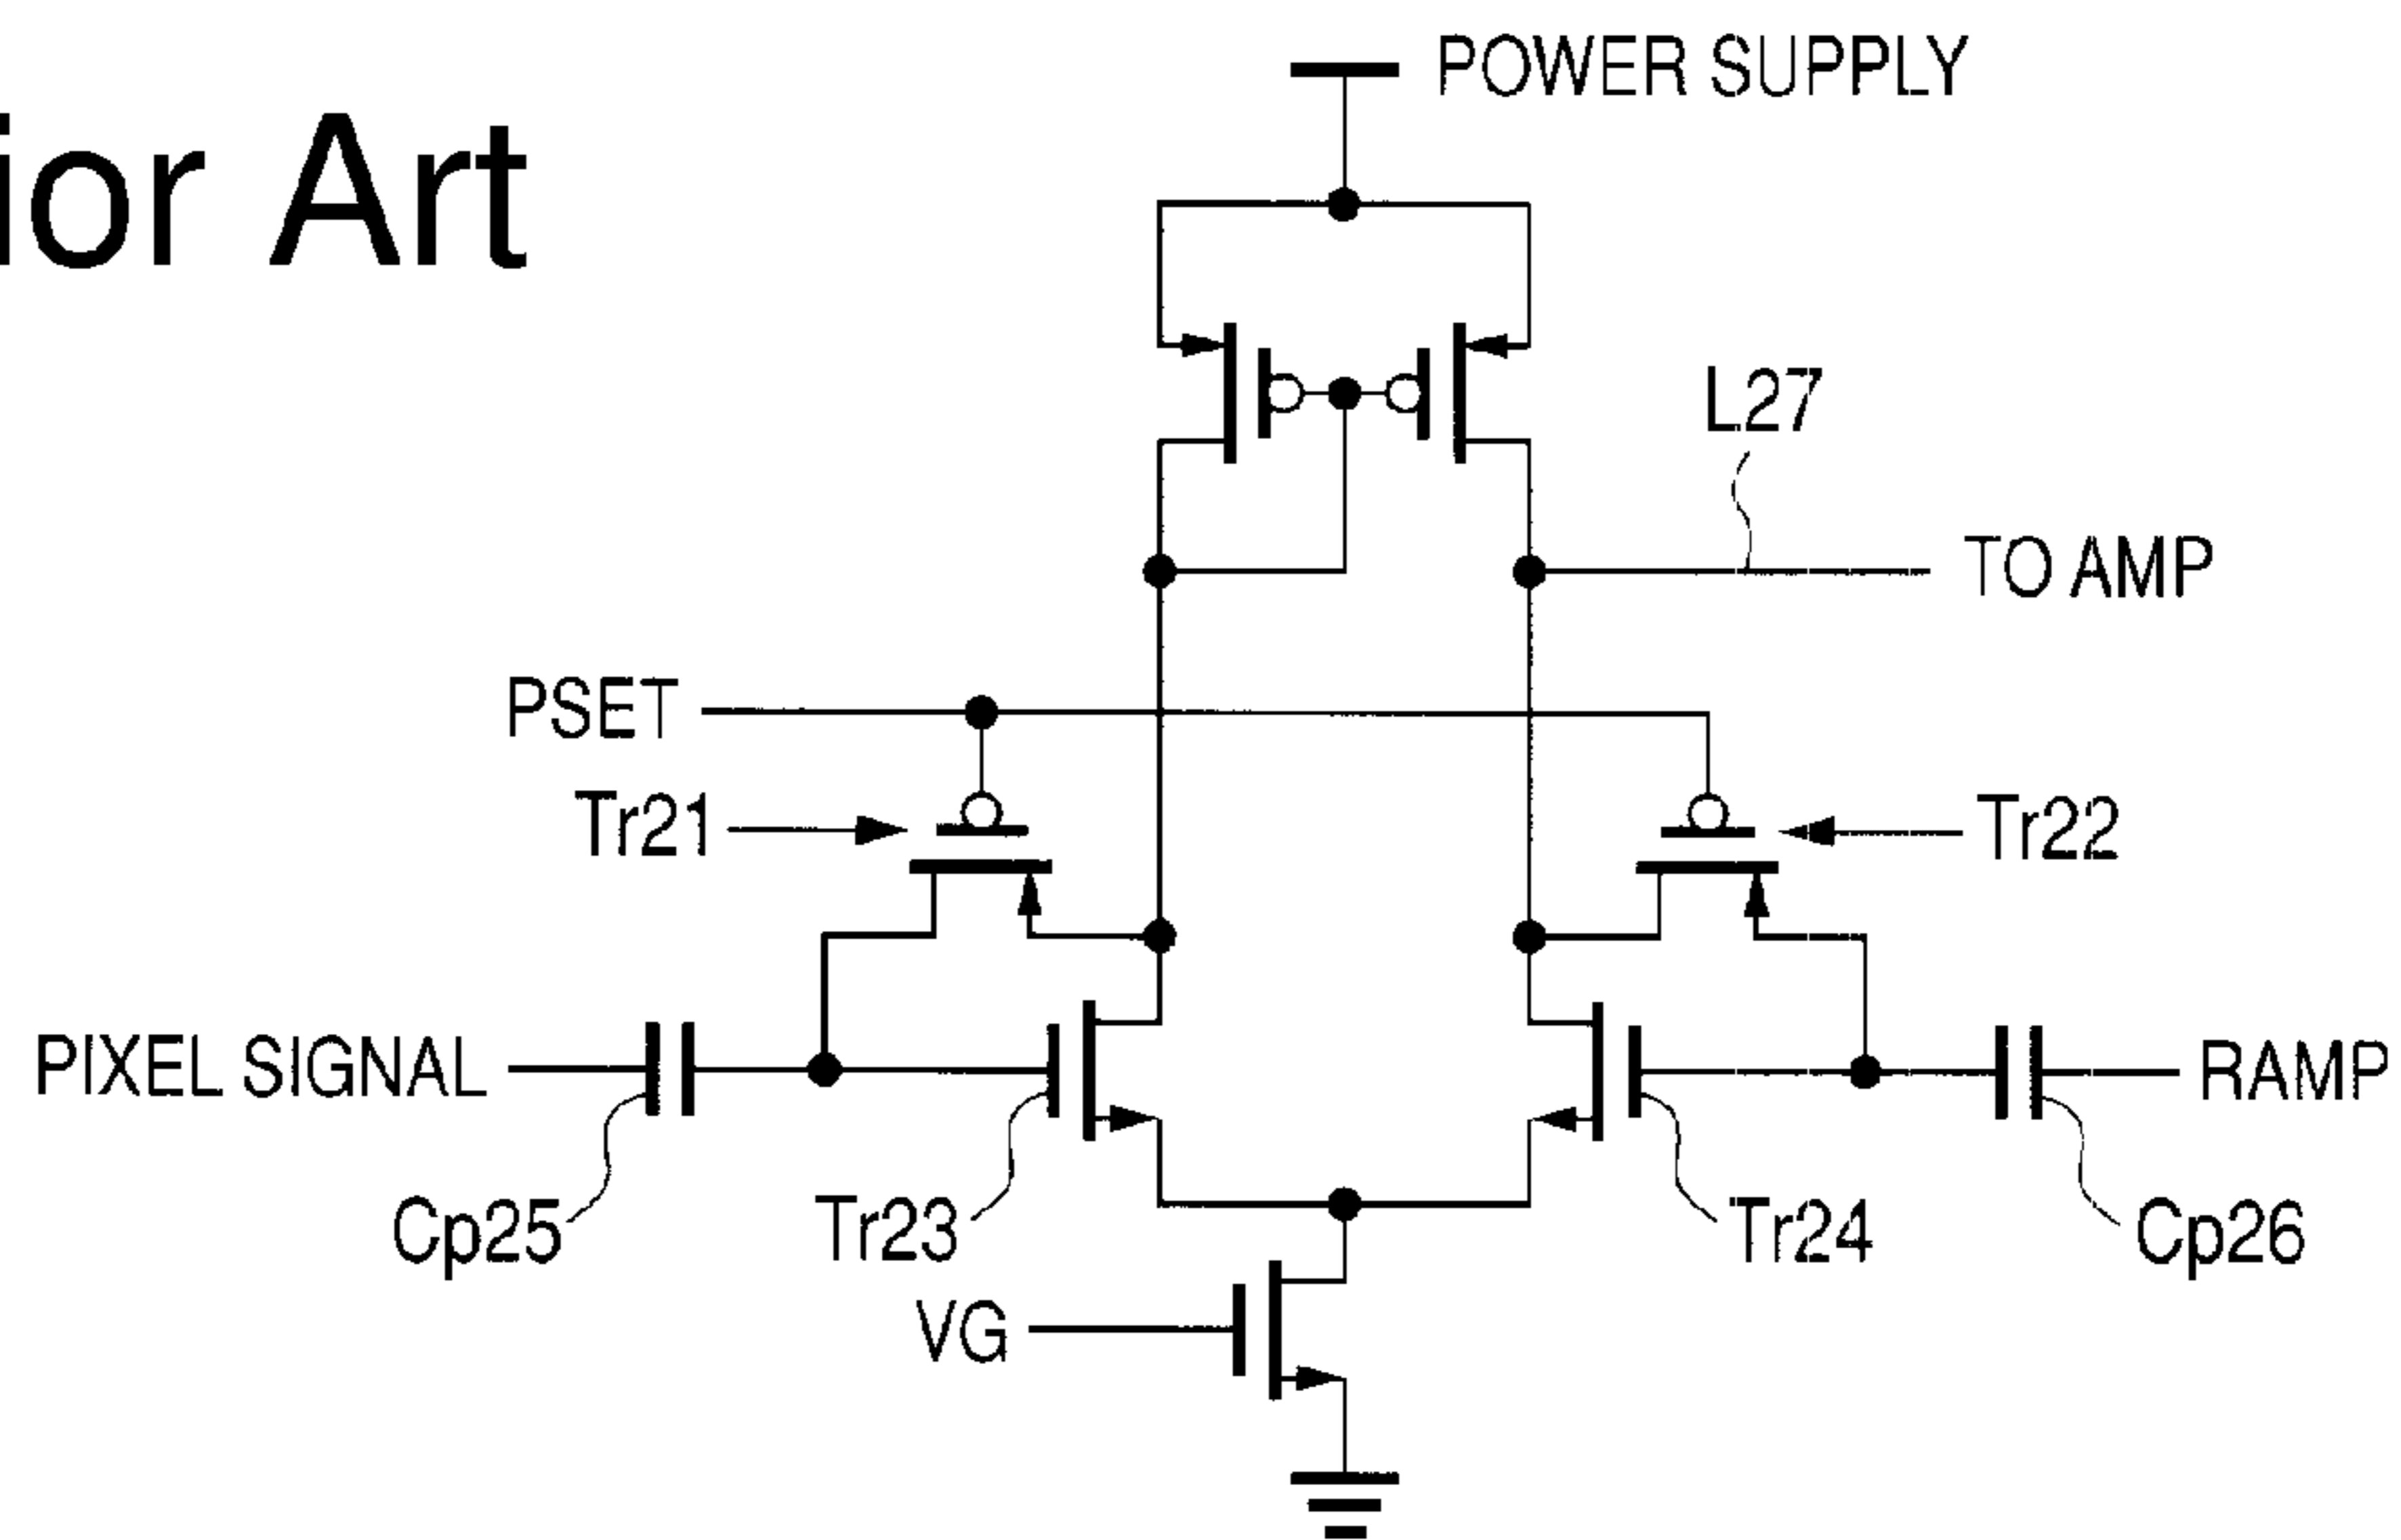 POWER SUPPLY
ior Art
L27
TO AMP
PSET
Tr21
Tr22
PIXEL SIGNAL
RAMP
Cp25
Tr23
Tr24
Cp26
VG